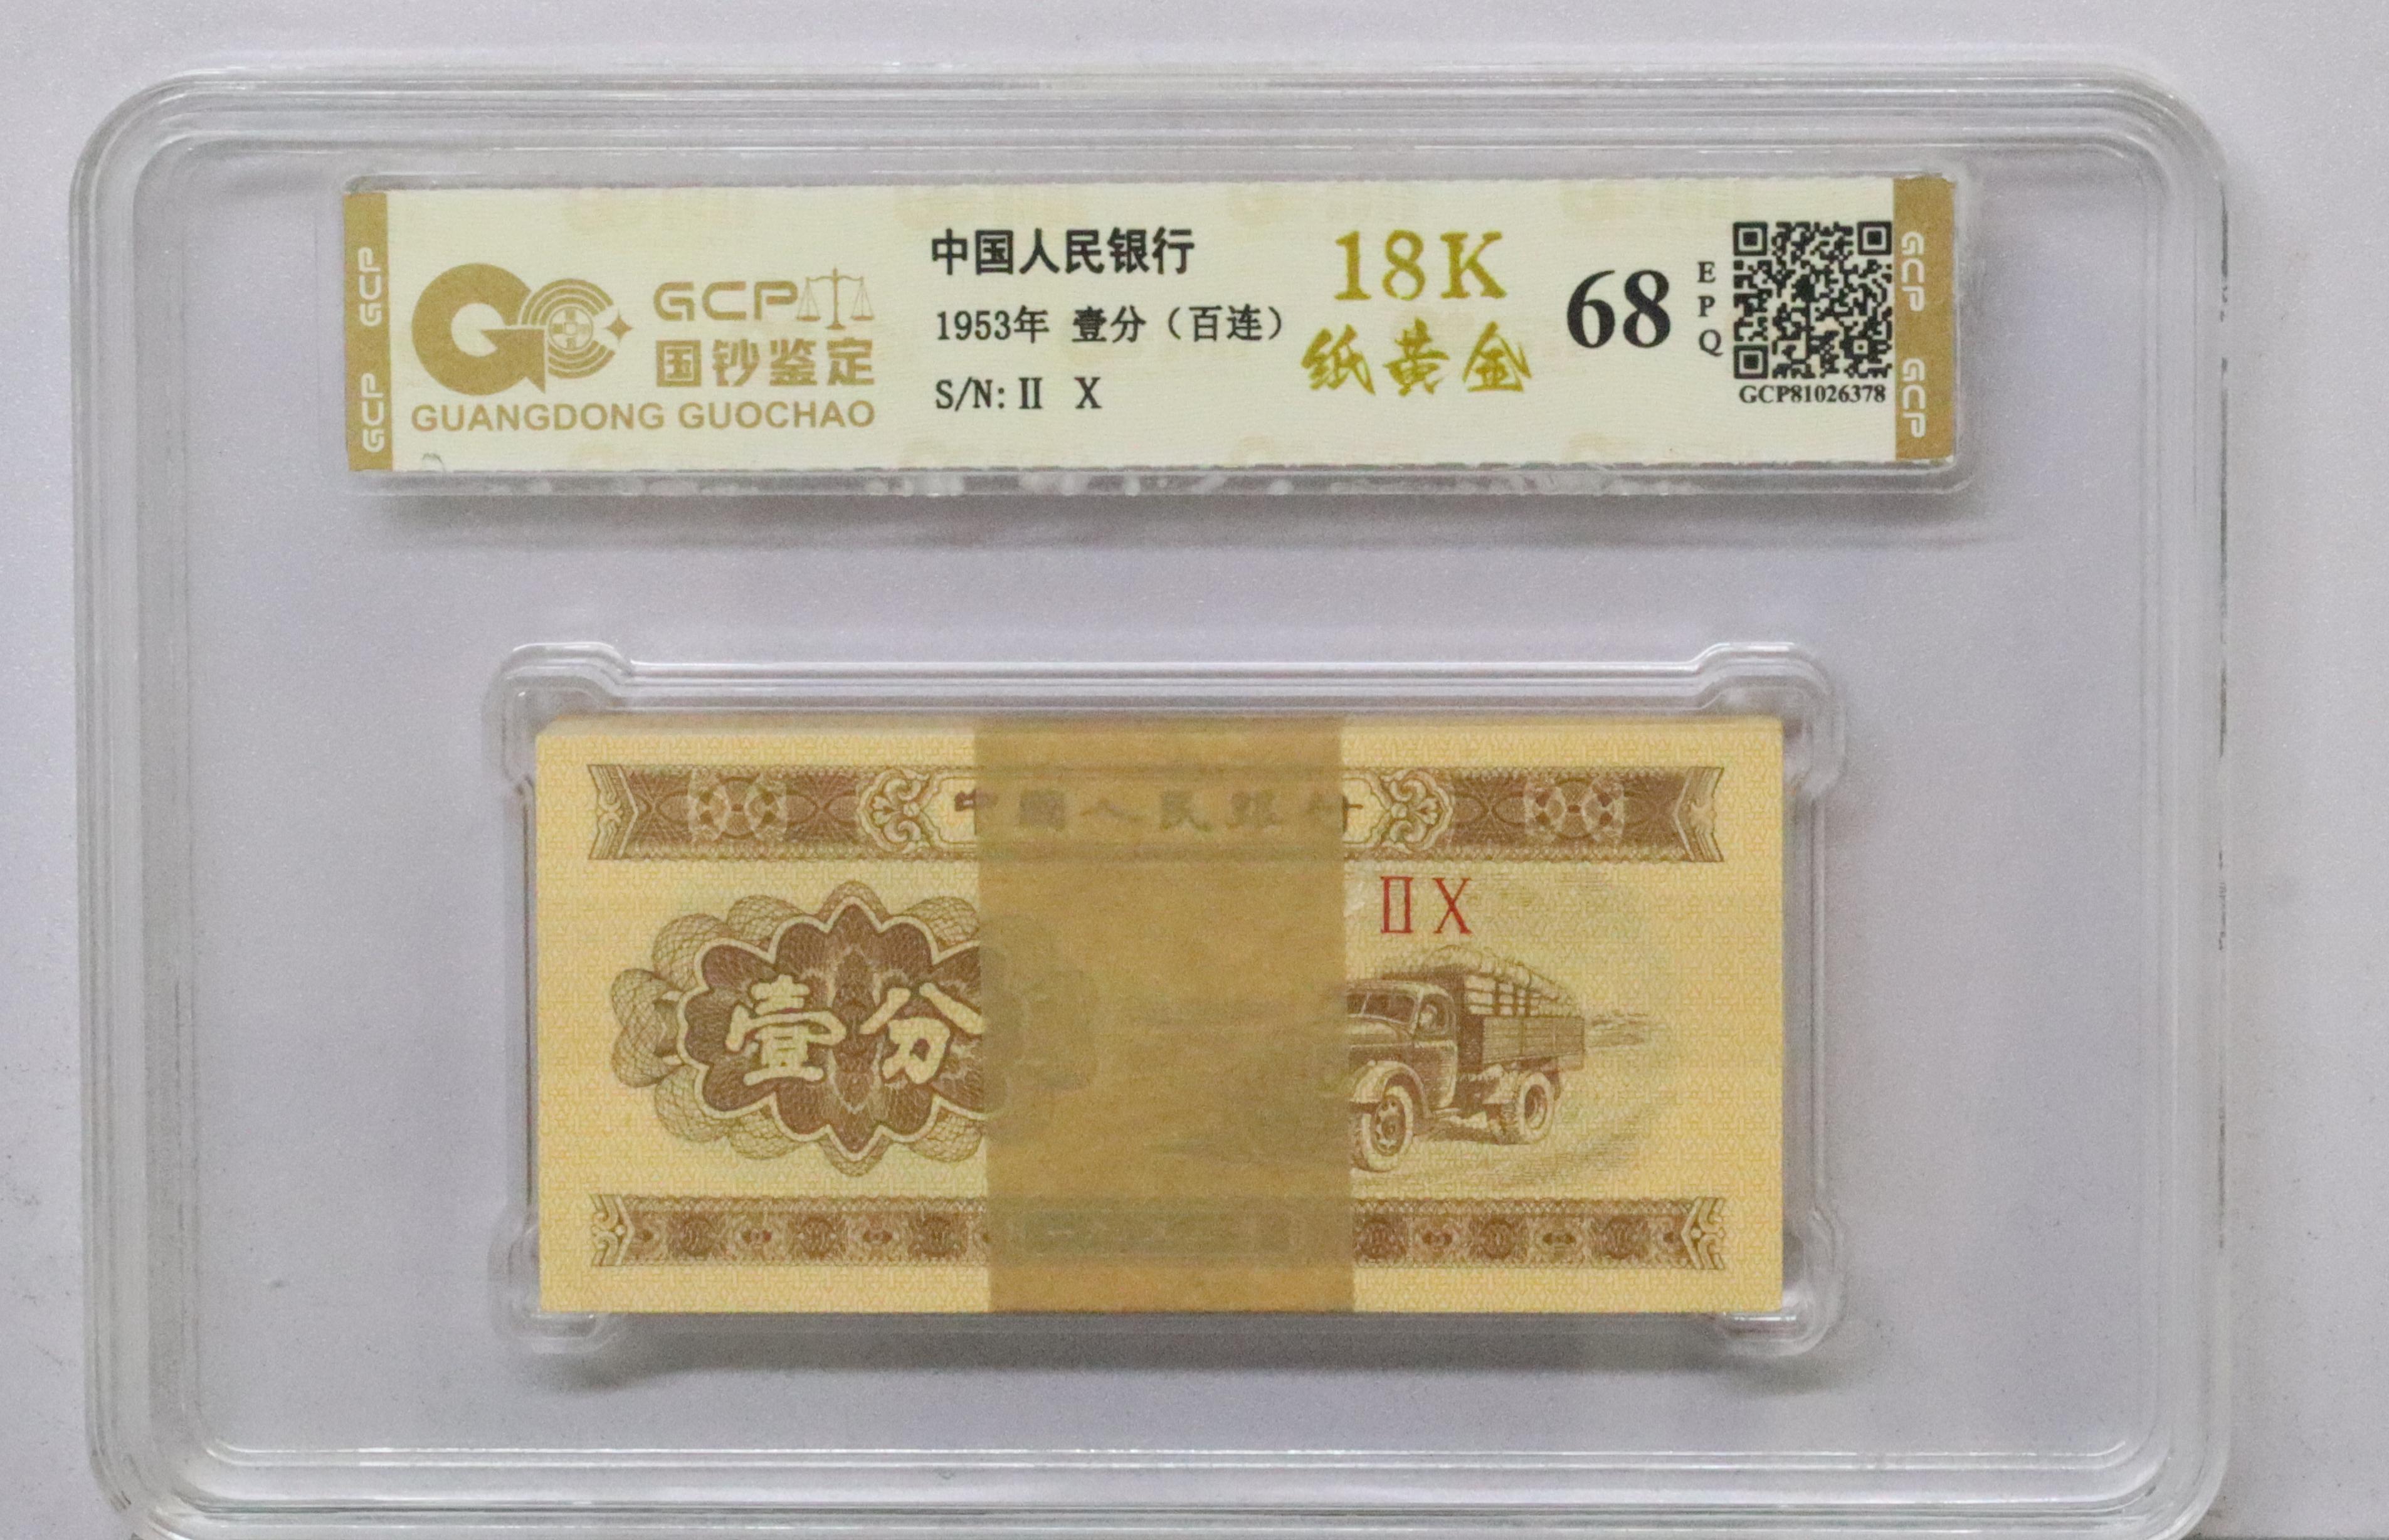 GCP GCP
GCP
国钞鉴定
GUANGDONG GUOCHAO
中国人民银行
1953年 壹分（百连）
S/N: II X
18K
纸黄金
68
EPQ
GCP81026378
GCP GCP
中國人民銀行
II X
壹分